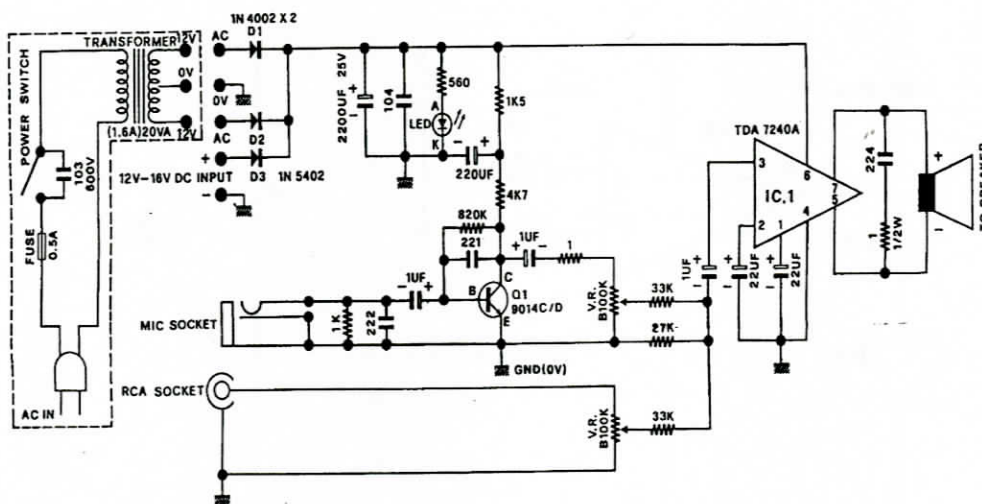 1N 4002 X 2
D1
TRANSFORMER
12V
AC
0V
0V
12V
AC
(1.6A)20VA
D2
+
D3
1N 5402
12V-16V DC INPUT
-
POWER SWITCH
103
600V
FUSE
0.5A
AC IN
2200UF 25V
+
104
560
A
LED
K
-
+
220UF
1K5
4K7
820K
221
1UF
+
-
1
1UF
-
+
B
C
E
Q1
9014C/D
MIC SOCKET
1K
222
GND(0V)
RCA SOCKET
V.R.
B100K
33K
27K
V.R.
B100K
33K
1UF
+
-
TDA 7240A
IC.1
3
2
1
6
7
5
4
22UF
+
-
22UF
+
-
224
1
1/2W
+
-
TO SPEAKER